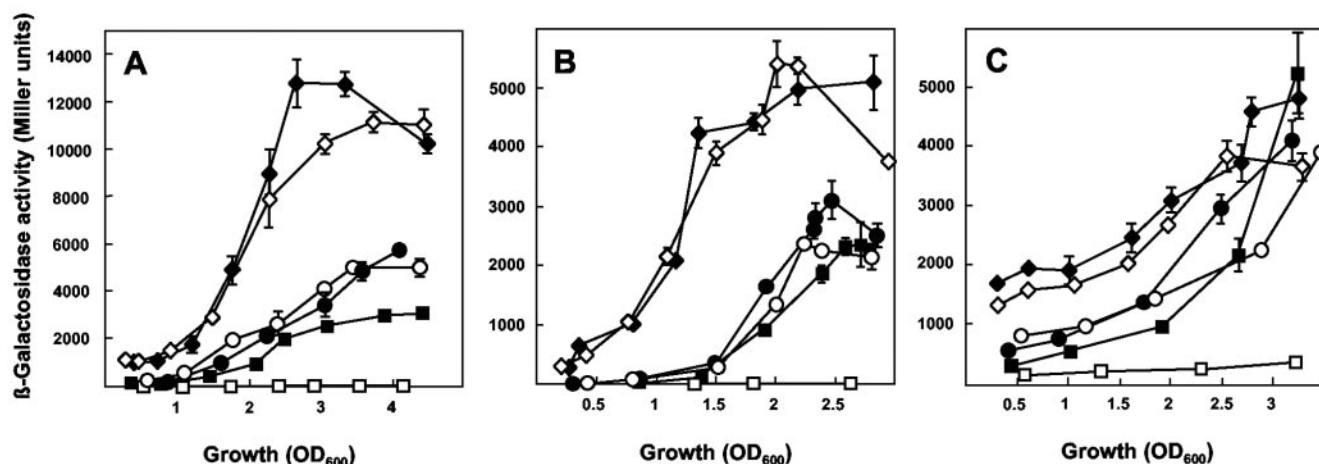 ß-Galactosidase activity (Miller units)
A
14000
12000
10000
8000
6000
4000
2000
1 2 3 4
Growth (OD600)
B
5000
4000
3000
2000
1000
0.5 1 1.5 2 2.5
Growth (OD600)
C
5000
4000
3000
2000
1000
0.5 1 1.5 2 2.5 3
Growth (OD600)